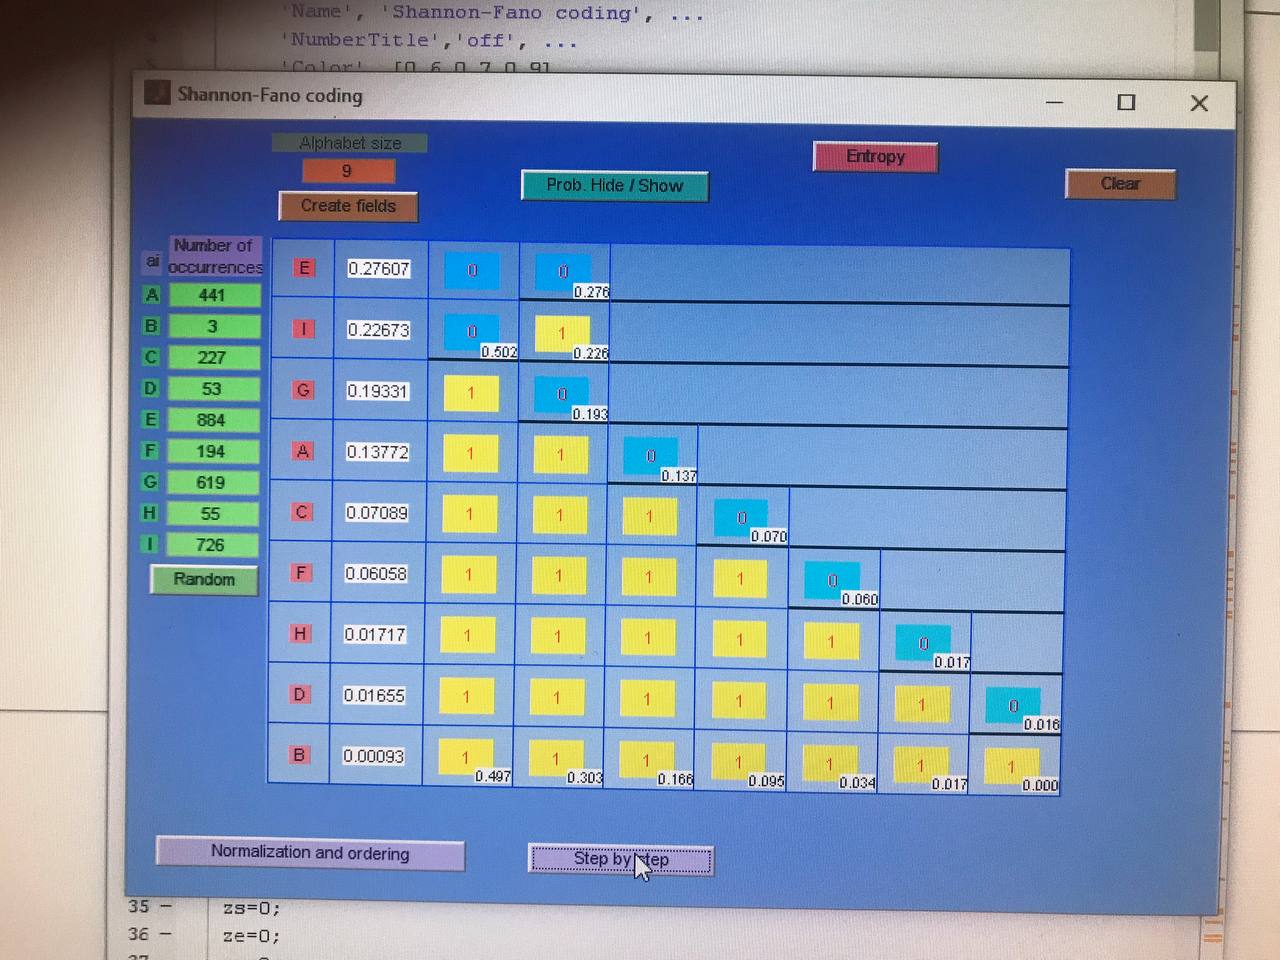 'Name', 'Shannon-Fano coding', ...
'NumberTitle','off', ...
'Color', [0.6 0.7 0.9]
Shannon-Fano coding
Alphabet size
9
Create fields
Prob. Hide / Show
Entropy
Clear
ai Number of occurrences
A 441
B 3
C 227
D 53
E 884
F 194
G 619
H 55
I 726
Random
E 0.27607 0 0 0.276
I 0.22673 0 0.502 1 0.226
G 0.19331 1 0 0.193
A 0.13772 1 1 0 0.137
C 0.07089 1 1 1 0 0.070
F 0.06058 1 1 1 1 0 0.060
H 0.01717 1 1 1 1 1 0 0.017
D 0.01655 1 1 1 1 1 1 0 0.016
B 0.00093 1 0.497 1 0.303 1 0.166 1 0.095 1 0.034 1 0.017 1 0.000
Normalization and ordering
Step by step
35 – zs=0;
36 – ze=0;